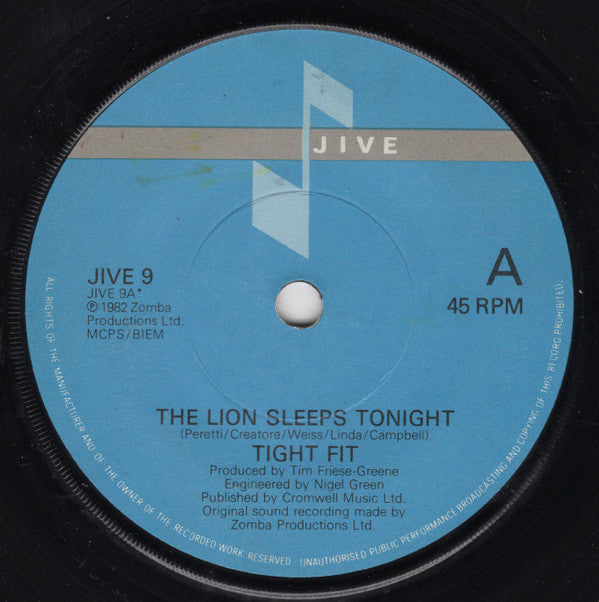 JIVE
JIVE 9
JIVE 9A*
℗ 1982 Zomba
Productions Ltd.
MCPS/BIEM
A
45 RPM
THE LION SLEEPS TONIGHT
(Peretti/Creatore/Weiss/Linda/Campbell)
TIGHT FIT
Produced by Tim Friese-Greene
Engineered by Nigel Green
Published by Cromwell Music Ltd.
Original sound recording made by
Zomba Productions Ltd.
ALL RIGHTS OF THE MANUFACTURER AND OF THE OWNER OF THE RECORDED WORK RESERVED · UNAUTHORISED PUBLIC PERFORMANCE BROADCASTING AND COPYING OF THIS RECORD PROHIBITED.